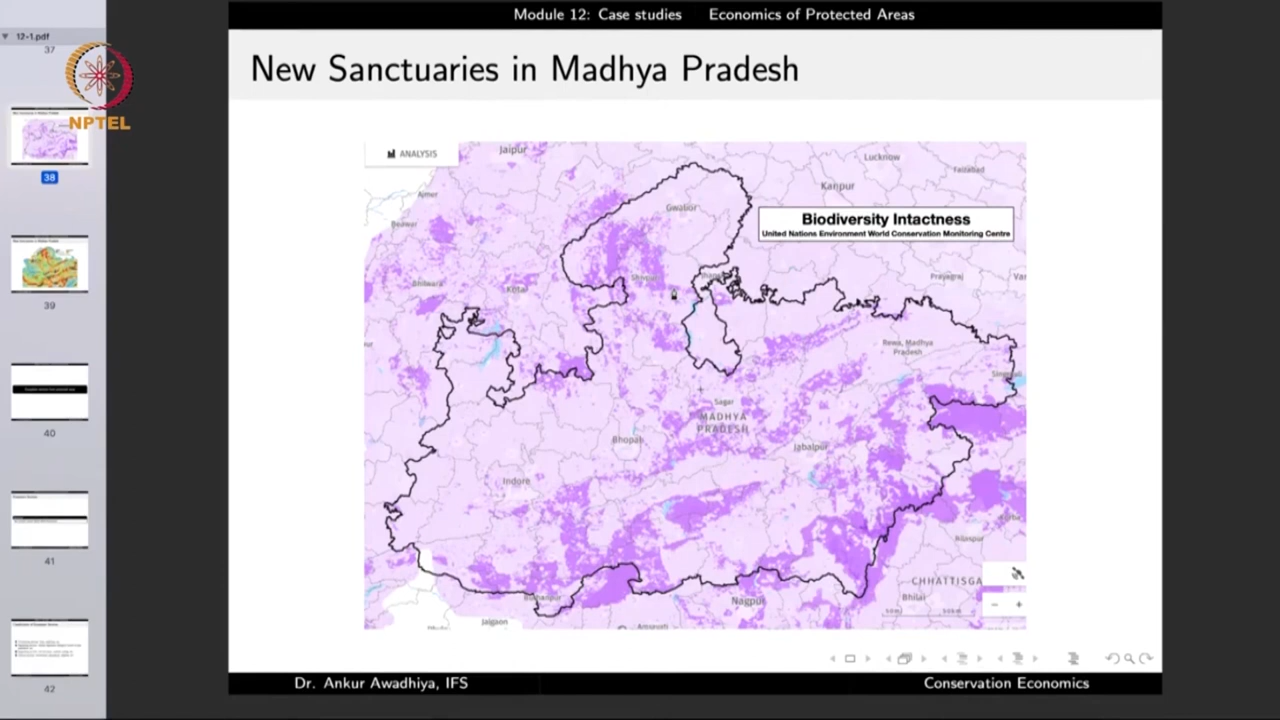 Module 12: Case studies Economics of Protected Areas
12-1.pdf
37
NPTEL
New Sanctuaries in Madhya Pradesh
ANALYSIS
Jaipur
Lucknow
Faizabad
Ajmer
Kanpur
Beawer
Gwalior
Biodiversity Intactness
United Nations Environment World Conservation Monitoring Centre
38
Bhilwara
Kota
Shivpuri
Prayagraj
Rewa, Madhya
Pradesh
39
Sagar
MADHYA
PRADESH
Bhopal
Jabalpur
40
Indore
41
CHHATTISGA
Nagpur
Bhilai
Jalgaon
42
Dr. Ankur Awadhiya, IFS
Conservation Economics